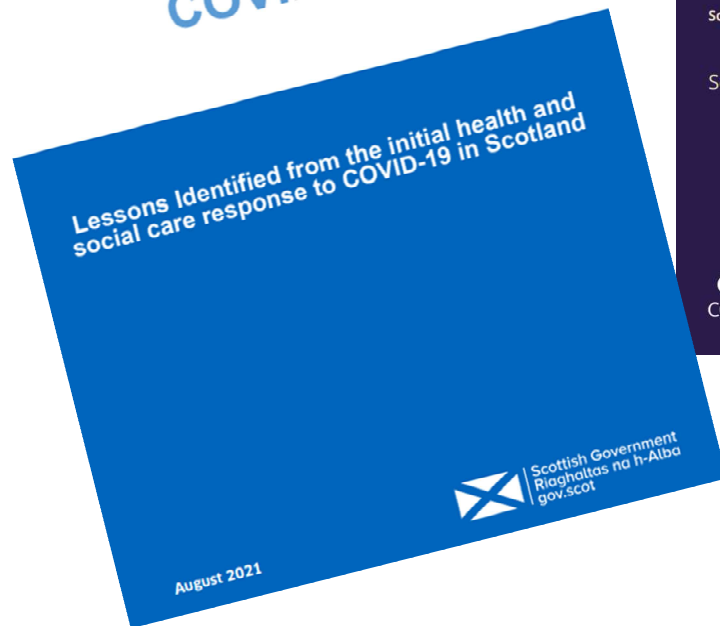 Lessons Identified from the initial health and
social care response to COVID-19 in Scotland
Scottish Government
Riaghaltas na h-Alba
gov.scot
August 2021